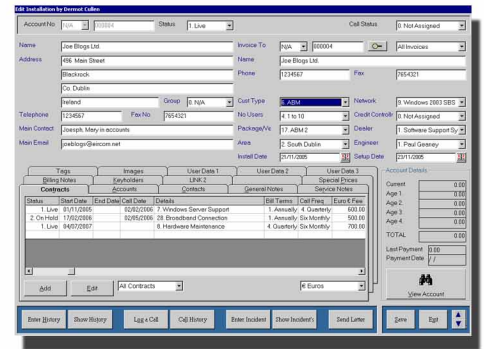 Edit Installation by Dermot Cullen
Account No N/A 000004 Status 1. Live Call Status 0. Not Assigned
Name Joe Blogs Ltd. Invoice To N/A 000004 All Invoices
Address 496 Main Street Name Joe Blogs Ltd.
Blackrock Phone 1234567 Fax 7654321
Co. Dublin
Ireland Group 0. N/A Cust Type 6. ABM Network 9. Windows 2003 SBS
Telephone 1234567 Fax No 7654321 No Users 4. 1 to 10 Credit Controllr 0. Not Assigned
Main Contact Joesph, Mary in accounts Package/Ve 17. ABM 2 Dealer 1. Software Support Sy
Main Email joeblogs@eircom.net Area 2. South Dublin Engineer 1. Paul Geaney
Install Date 21/11/2005 Setup Date 23/11/2005
Tags Images User Data 1 User Data 2 User Data 3
Billing Notes Keyholders LINK 2 Special Prices
Contracts Accounts Contacts General Notes Service Notes
Status Start Date End Date Call Date Details Bill Terms Call Freq Euro € Fee
1. Live 01/11/2005 02/02/2006 7. Windows Server Support 1. Annually 4. Quarterly 600.00
2. On Hold 17/02/2006 02/05/2006 28. Broadband Connection 1. Annually Six Monthly 500.00
1. Live 04/07/2007 8. Hardware Maintenance 4. Quarterly Six Monthly 700.00
Add Edit All Contracts € Euros
Account Details
Current 0.00
Age 1. 0.00
Age 2. 0.00
Age 3. 0.00
Age 4. 0.00
TOTAL 0.00
Last Payment 0.00
Payment Date / /
View Account
Enter History Show History Log a Call Call History Enter Incident Show Incident's Send Letter Save Exit